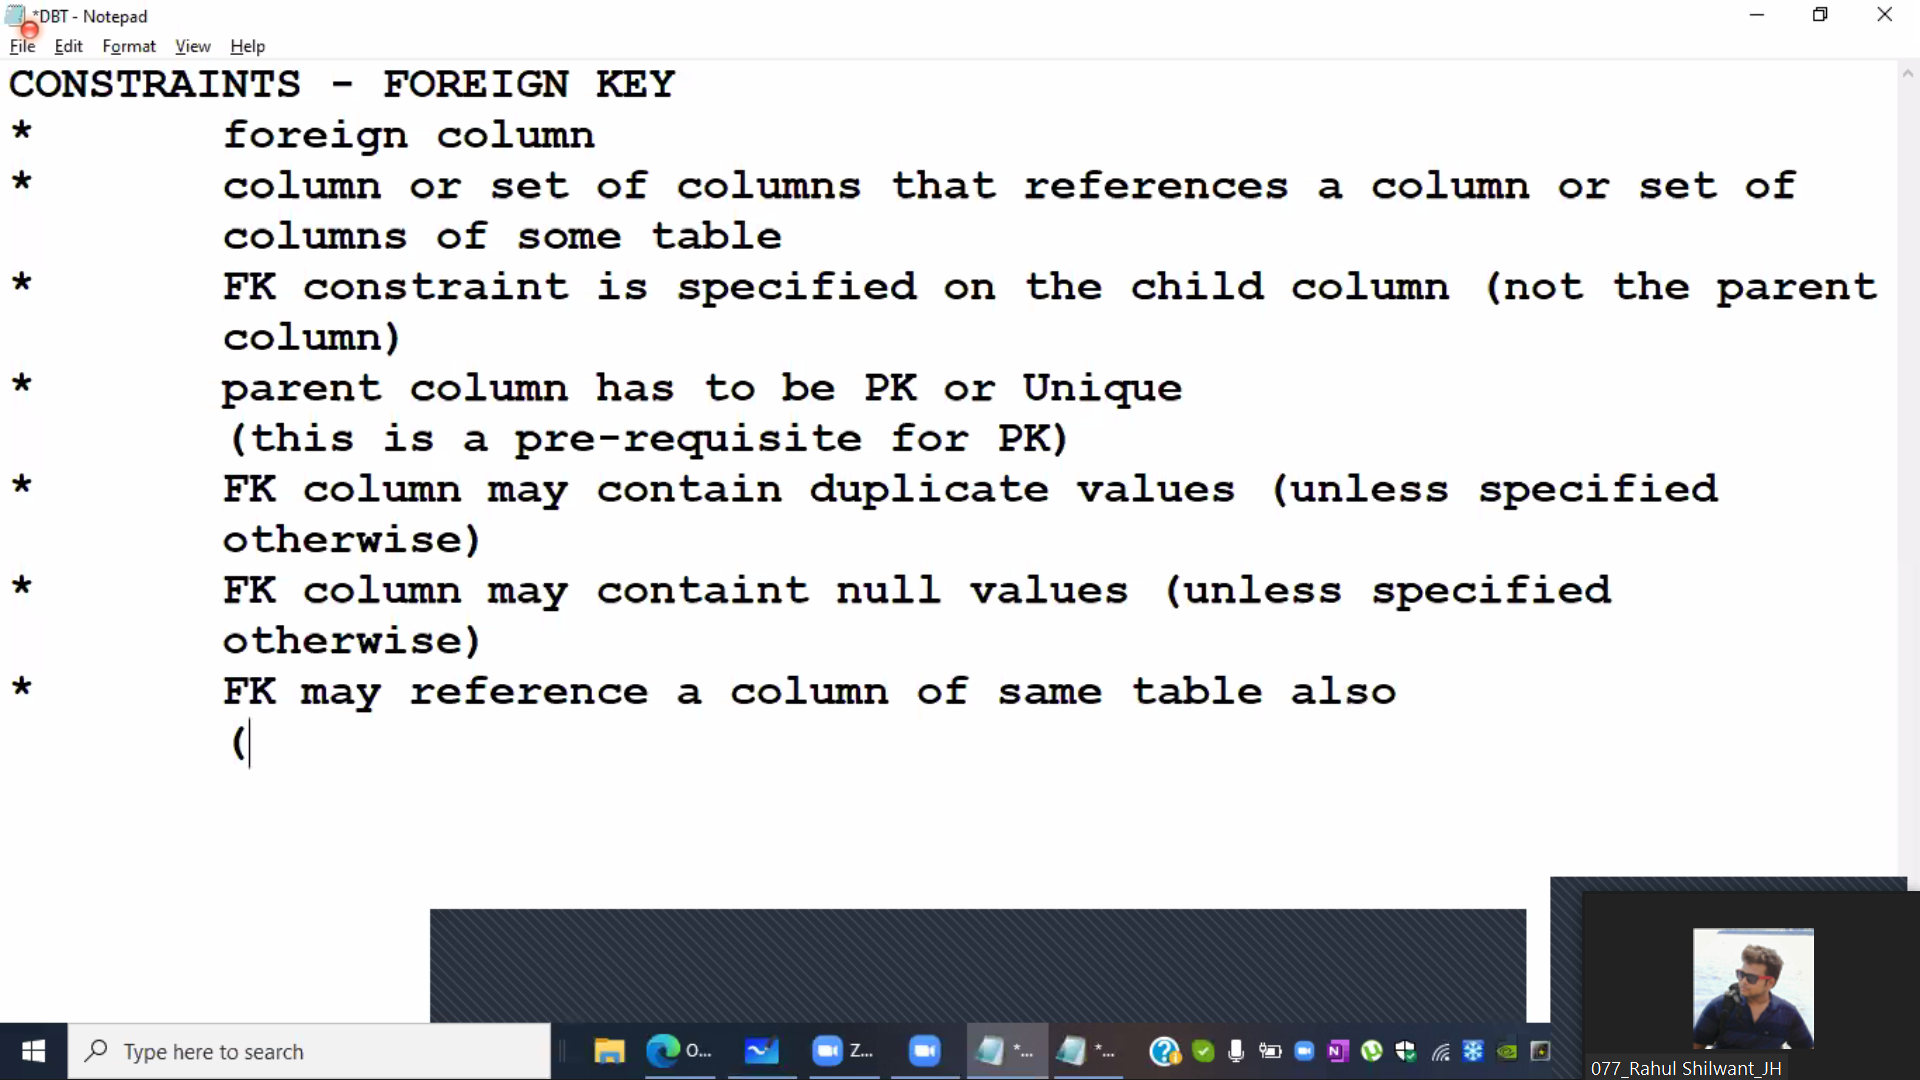 *DBT - Notepad
File Edit Format View Help
CONSTRAINTS - FOREIGN KEY
* foreign column
* column or set of columns that references a column or set of
columns of some table
* FK constraint is specified on the child column (not the parent
column)
* parent column has to be PK or Unique
(this is a pre-requisite for PK)
* FK column may contain duplicate values (unless specified
otherwise)
* FK column may containt null values (unless specified
otherwise)
* FK may reference a column of same table also
(
Type here to search
O...
Z...
*...
*...
077_Rahul Shilwant_JH